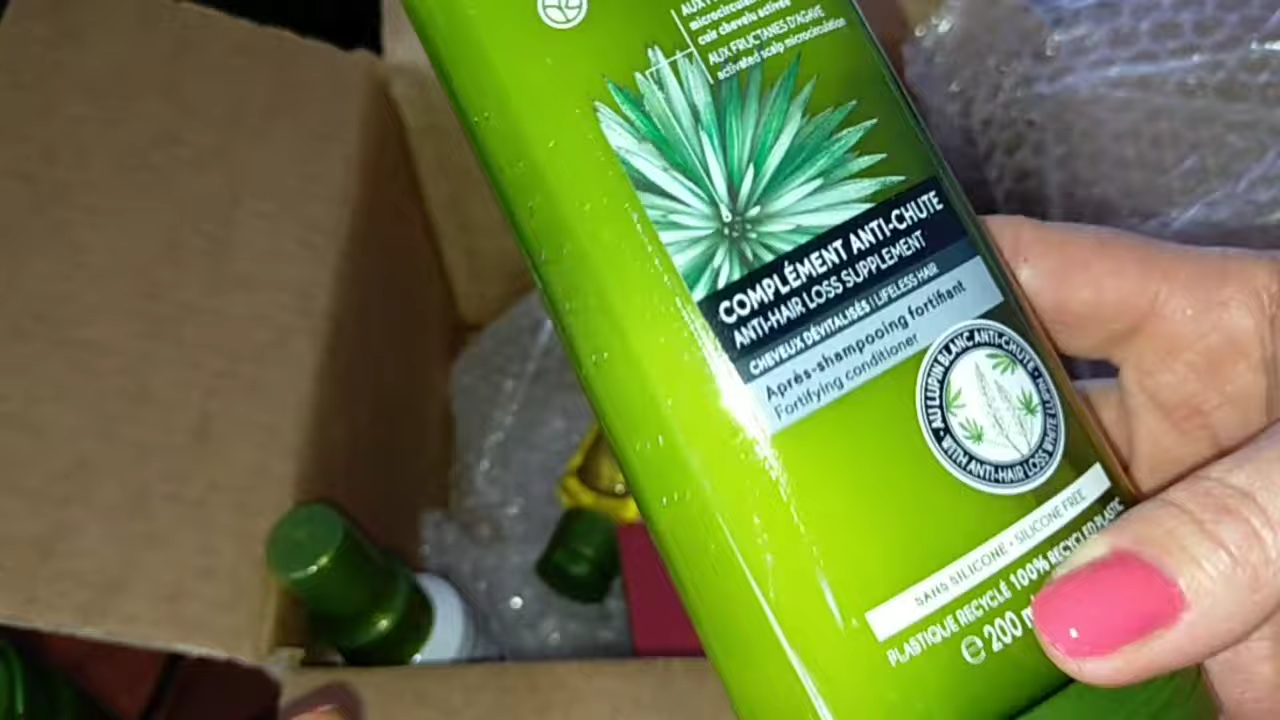 microcirculation
cuir chevelu activée
AUX FRUCTANES D'AGAVE
activated scalp microcirculation
COMPLÉMENT ANTI-CHUTE
ANTI-HAIR LOSS SUPPLEMENT
CHEVEUX DÉVITALISÉS | LIFELESS HAIR
Après-shampooing fortifiant
Fortifying conditioner
AU LUPIN BLANC ANTI-CHUTE
WITH ANTI-HAIR LOSS WHITE LUPIN
SANS SILICONE • SILICONE FREE
PLASTIQUE RECYCLÉ 100% RECYCLED PLASTIC
e 200